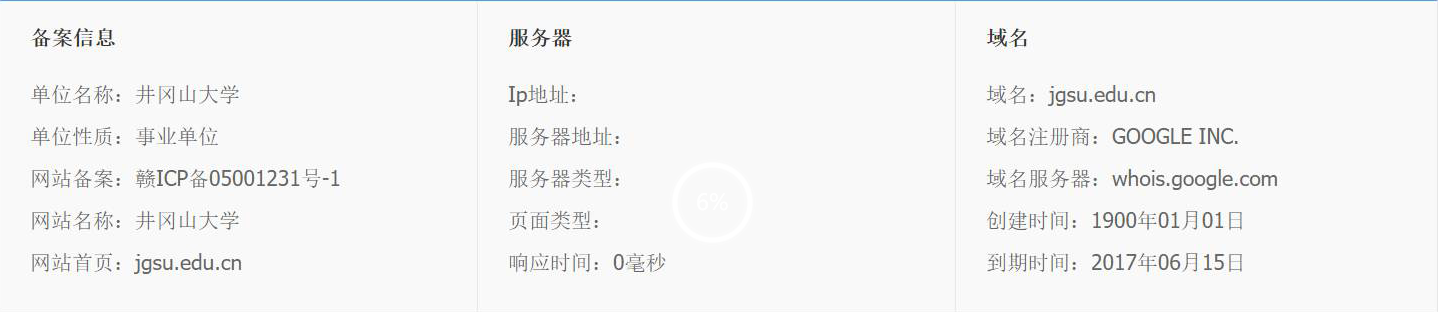 备案信息
单位名称：井冈山大学
单位性质：事业单位
网站备案：赣ICP备05001231号-1
网站名称：井冈山大学
网站首页：jgsu.edu.cn
服务器
Ip地址：
服务器地址：
服务器类型：
页面类型：
响应时间：0毫秒
6%
域名
域名：jgsu.edu.cn
域名注册商：GOOGLE INC.
域名服务器：whois.google.com
创建时间：1900年01月01日
到期时间：2017年06月15日